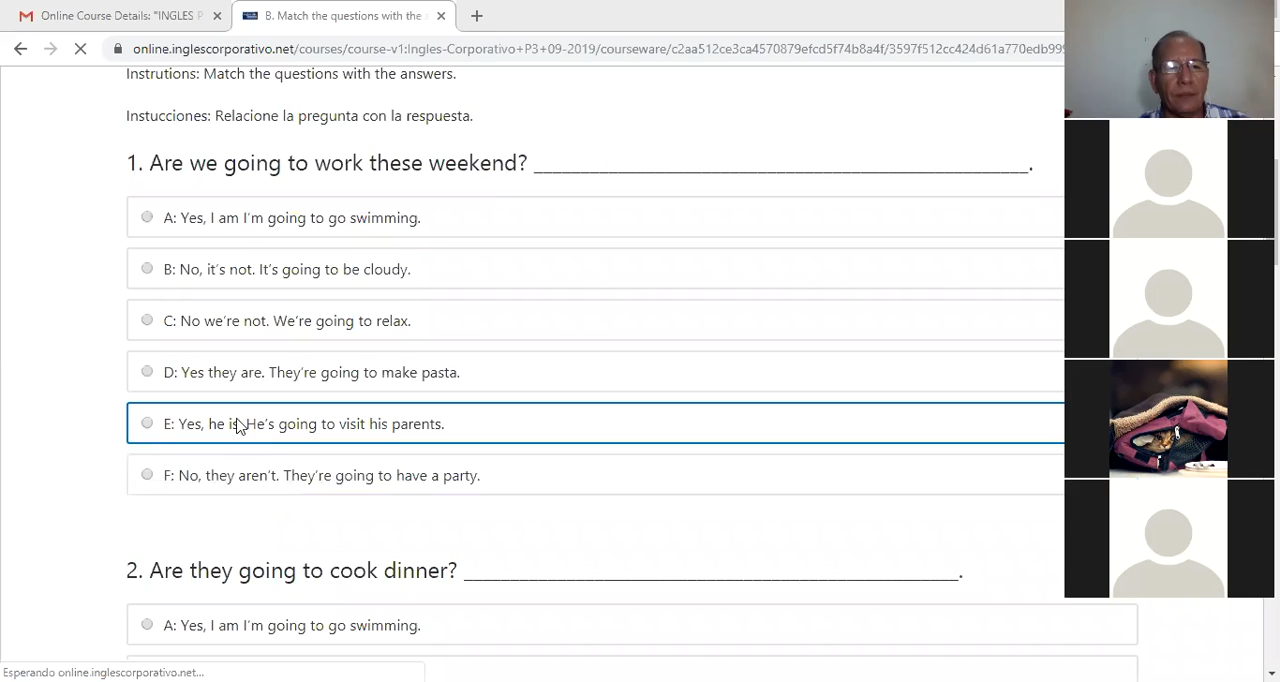 Online Course Details: "INGLES P
B. Match the questions with the
online.inglescorporativo.net/courses/course-v1:Ingles-Corporativo+P3+09-2019/courseware/c2aa512ce3ca4570879efcd5f74b8a4f/3597f512cc424d61a770edb999
Instrutions: Match the questions with the answers.
Instucciones: Relacione la pregunta con la respuesta.
1. Are we going to work these weekend? ________________________________________.
A: Yes, I am I'm going to go swimming.
B: No, it's not. It's going to be cloudy.
C: No we're not. We're going to relax.
D: Yes they are. They're going to make pasta.
E: Yes, he is. He's going to visit his parents.
F: No, they aren't. They're going to have a party.
2. Are they going to cook dinner? ________________________________________.
A: Yes, I am I'm going to go swimming.
Esperando online.inglescorporativo.net...